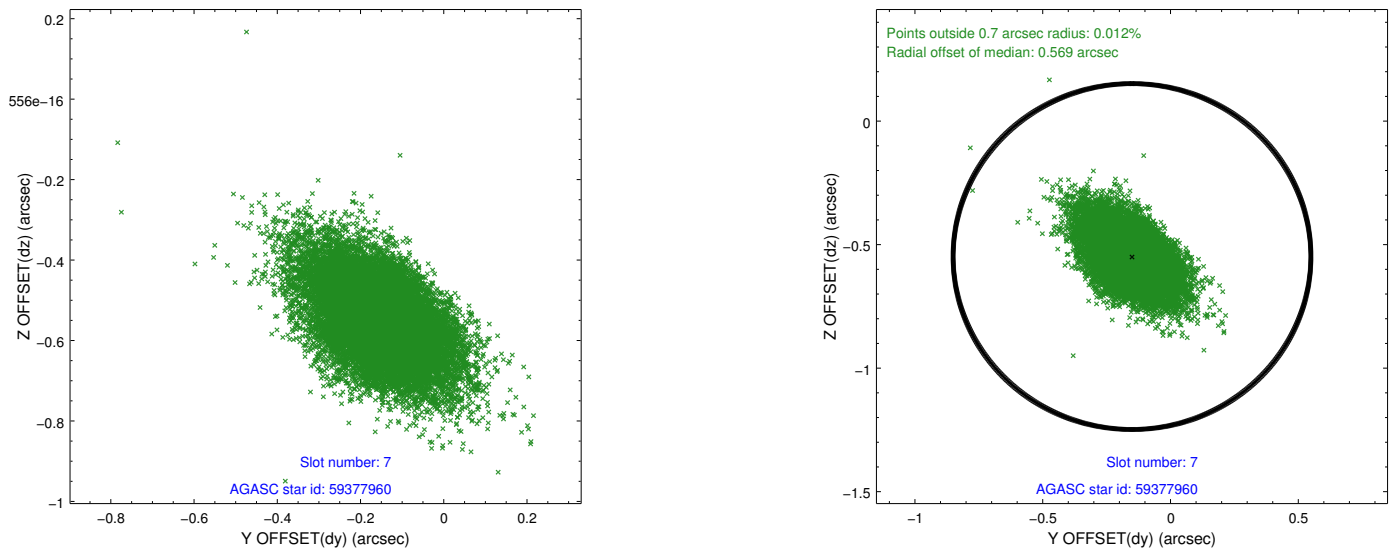 0.2
556e−16
−0.2
−0.4
−0.6
−0.8
−1
Z OFFSET(dz) (arcsec)
Slot number: 7
AGASC star id: 59377960
−0.8
−0.6
−0.4
−0.2
0
0.2
Y OFFSET(dy) (arcsec)
Points outside 0.7 arcsec radius: 0.012%
Radial offset of median: 0.569 arcsec
0
−0.5
−1
−1.5
Z OFFSET(dz) (arcsec)
Slot number: 7
AGASC star id: 59377960
−1
−0.5
0
0.5
Y OFFSET(dy) (arcsec)